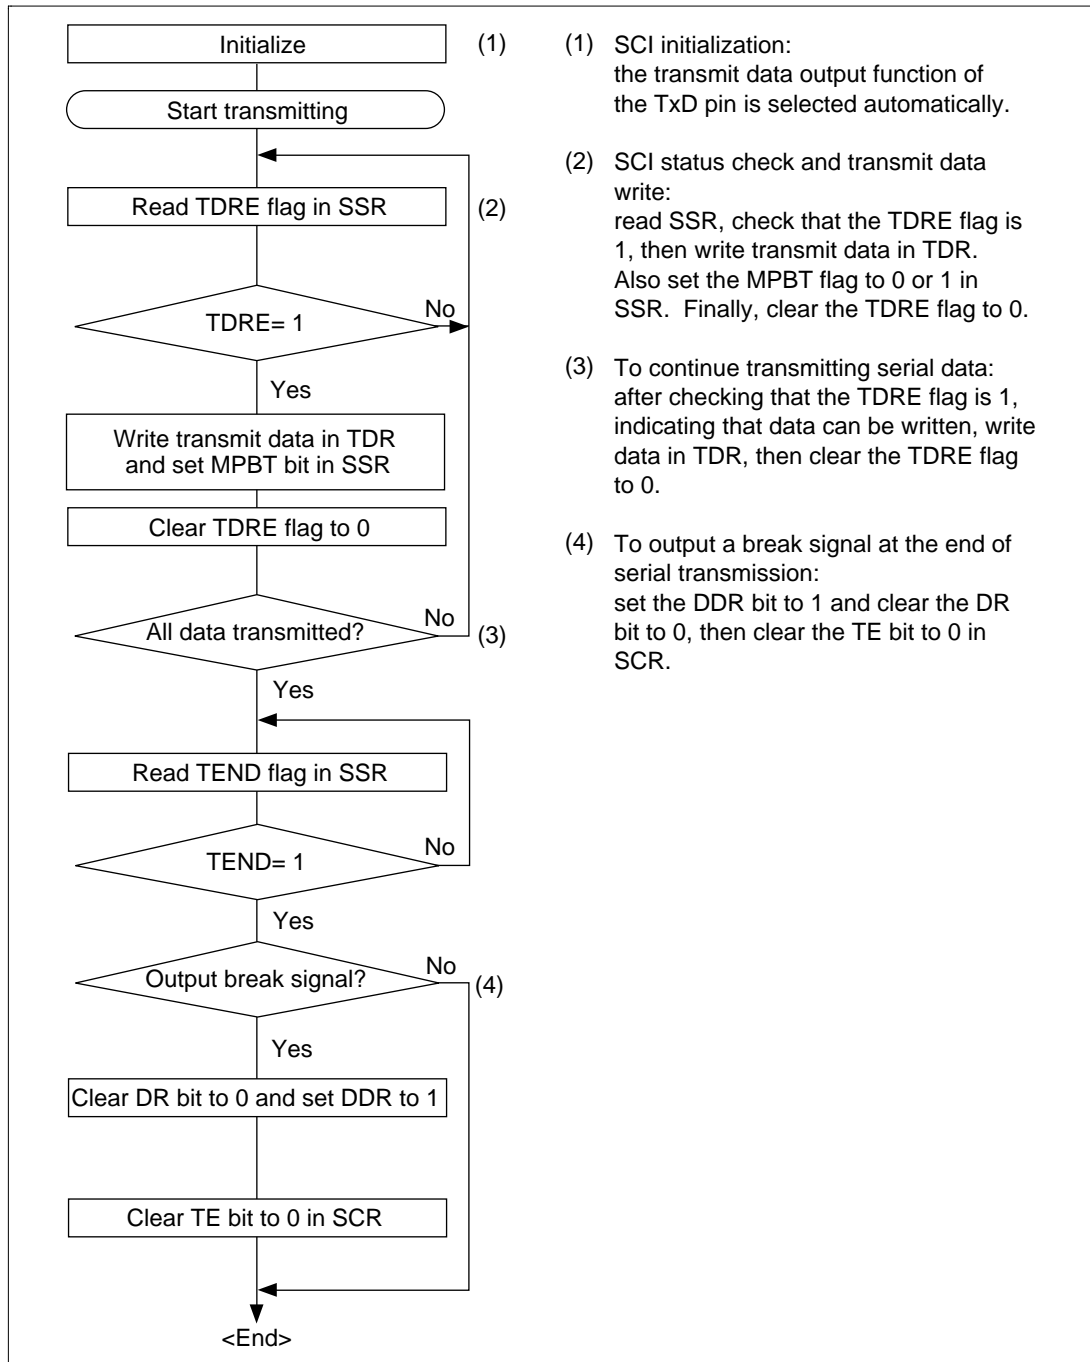 Initialize
(1)
Start transmitting
Read TDRE flag in SSR
(2)
TDRE= 1
No
Yes
Write transmit data in TDR
and set MPBT bit in SSR
Clear TDRE flag to 0
All data transmitted?
No
(3)
Yes
Read TEND flag in SSR
TEND= 1
No
Yes
Output break signal?
No
(4)
Yes
Clear DR bit to 0 and set DDR to 1
Clear TE bit to 0 in SCR
<End>
(1) SCI initialization:
the transmit data output function of
the TxD pin is selected automatically.
(2) SCI status check and transmit data
write:
read SSR, check that the TDRE flag is
1, then write transmit data in TDR.
Also set the MPBT flag to 0 or 1 in
SSR. Finally, clear the TDRE flag to 0.
(3) To continue transmitting serial data:
after checking that the TDRE flag is 1,
indicating that data can be written, write
data in TDR, then clear the TDRE flag
to 0.
(4) To output a break signal at the end of
serial transmission:
set the DDR bit to 1 and clear the DR
bit to 0, then clear the TE bit to 0 in
SCR.